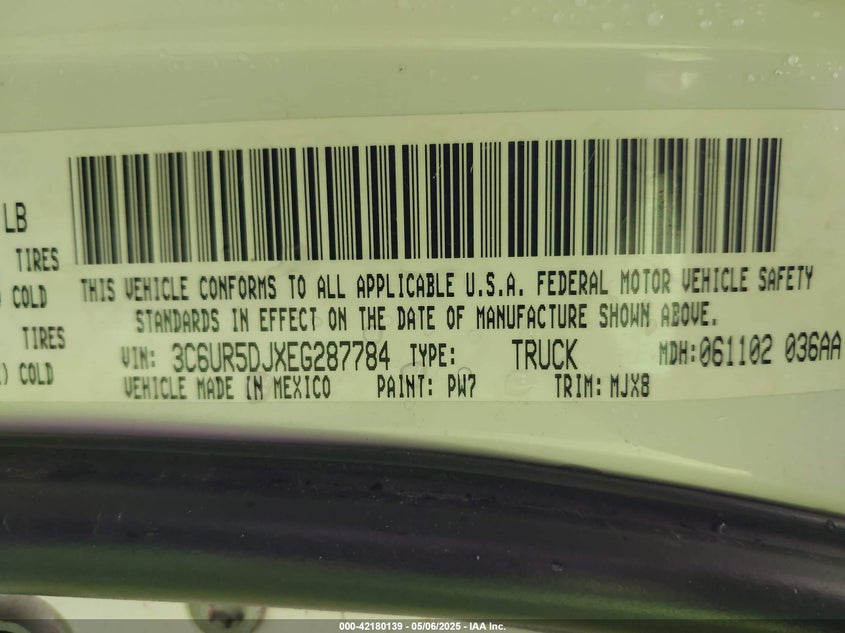 LB
TIRES
COLD
TIRES
) COLD
THIS VEHICLE CONFORMS TO ALL APPLICABLE U.S.A. FEDERAL MOTOR VEHICLE SAFETY
STANDARDS IN EFFECT ON THE DATE OF MANUFACTURE SHOWN ABOVE.
VIN: 3C6UR5DJXEG287784 TYPE: TRUCK MDH:061102 036AA
VEHICLE MADE IN MEXICO PAINT: PW7 TRIM: MJX8
000-42180139 - 05/06/2025 - IAA Inc.